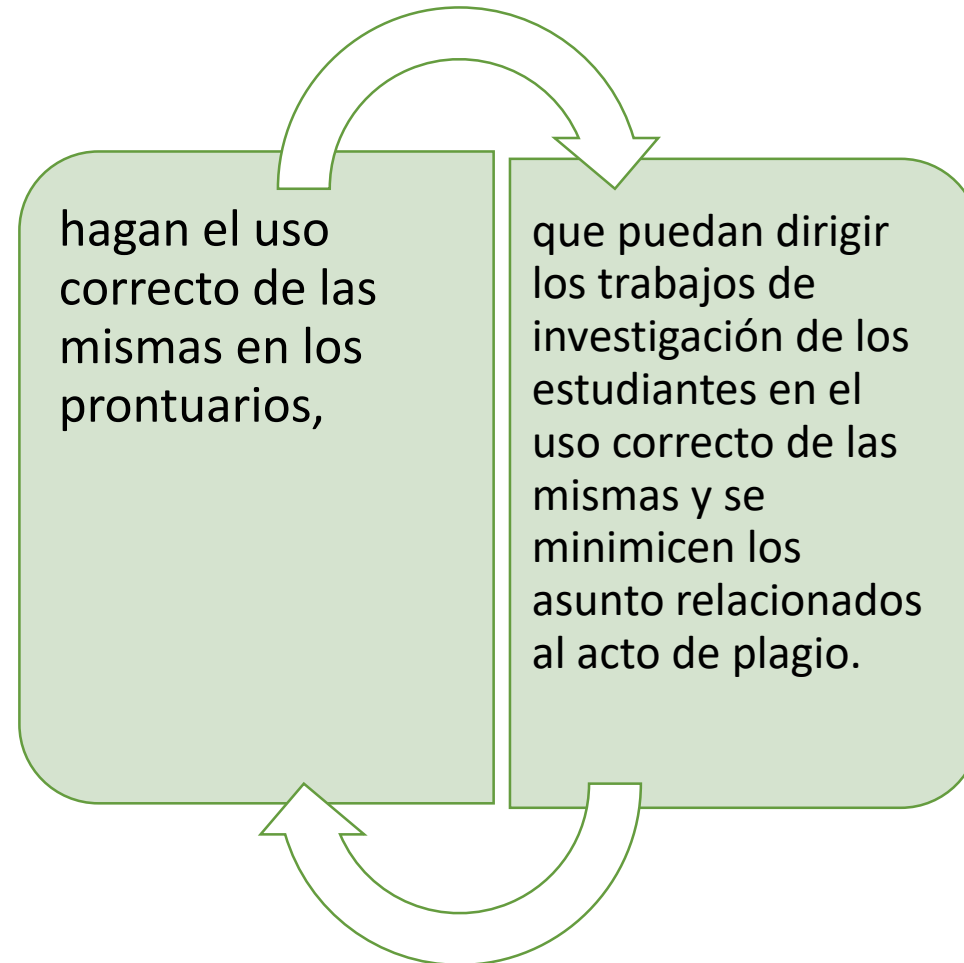 hagan el uso
correcto de las
mismas en los
prontuarios,
que puedan dirigir
los trabajos de
investigación de los
estudiantes en el
uso correcto de las
mismas y se
minimicen los
asunto relacionados
al acto de plagio.